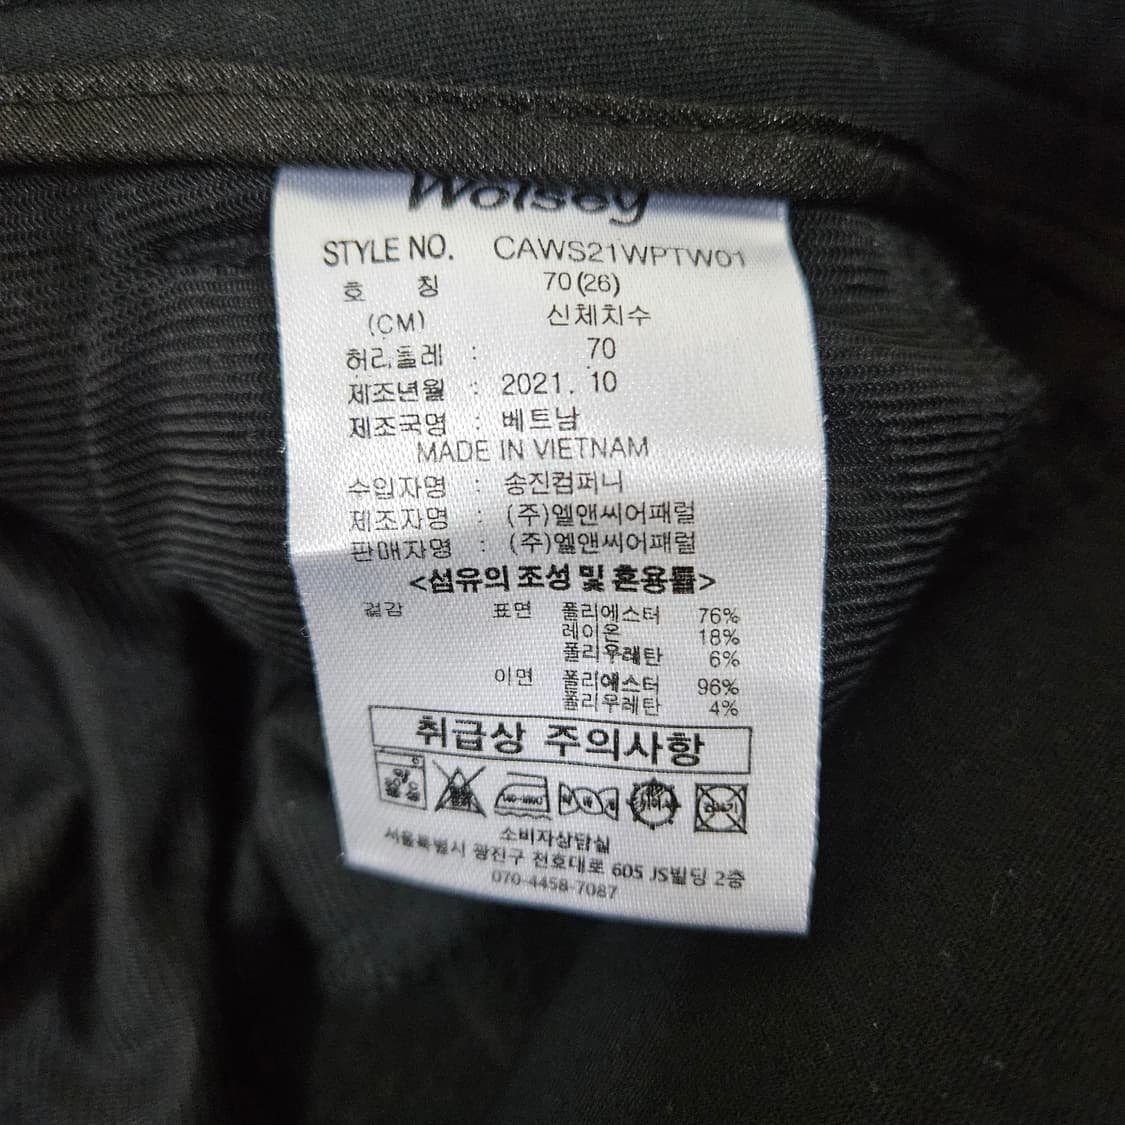 Wolsey
STYLE NO. CAWS21WPTW01
호 칭 70(26)
(CM) 신체치수
허리둘레 : 70
제조년월 : 2021. 10
제조국명 : 베트남
MADE IN VIETNAM
수입자명 : 송진컴퍼니
제조자명 : (주)엘앤씨어패럴
판매자명 : (주)엘앤씨어패럴
<섬유의 조성 및 혼용률>
겉감 표면 폴리에스터 76%
레이온 18%
폴리우레탄 6%
이면 폴리에스터 96%
폴리우레탄 4%
취급상 주의사항
소비자상담실
서울특별시 광진구 천호대로 605 JS빌딩 2층
070-4458-7087